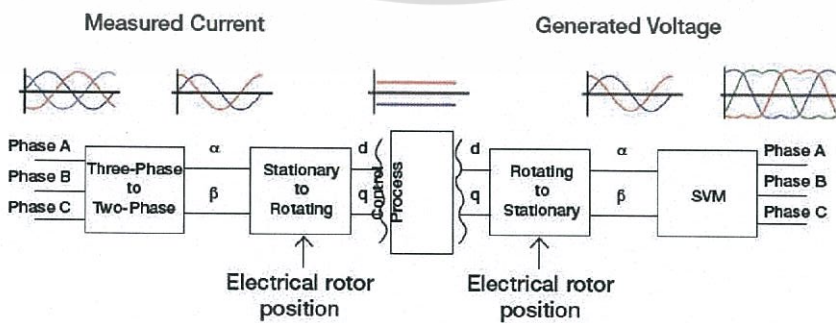 Measured Current
Generated Voltage
Phase A
Phase B
Phase C
Three-Phase
to
Two-Phase
α
β
Stationary
to
Rotating
d
q
Control
Process
d
q
Rotating
to
Stationary
α
β
SVM
Phase A
Phase B
Phase C
Electrical rotor
position
Electrical rotor
position